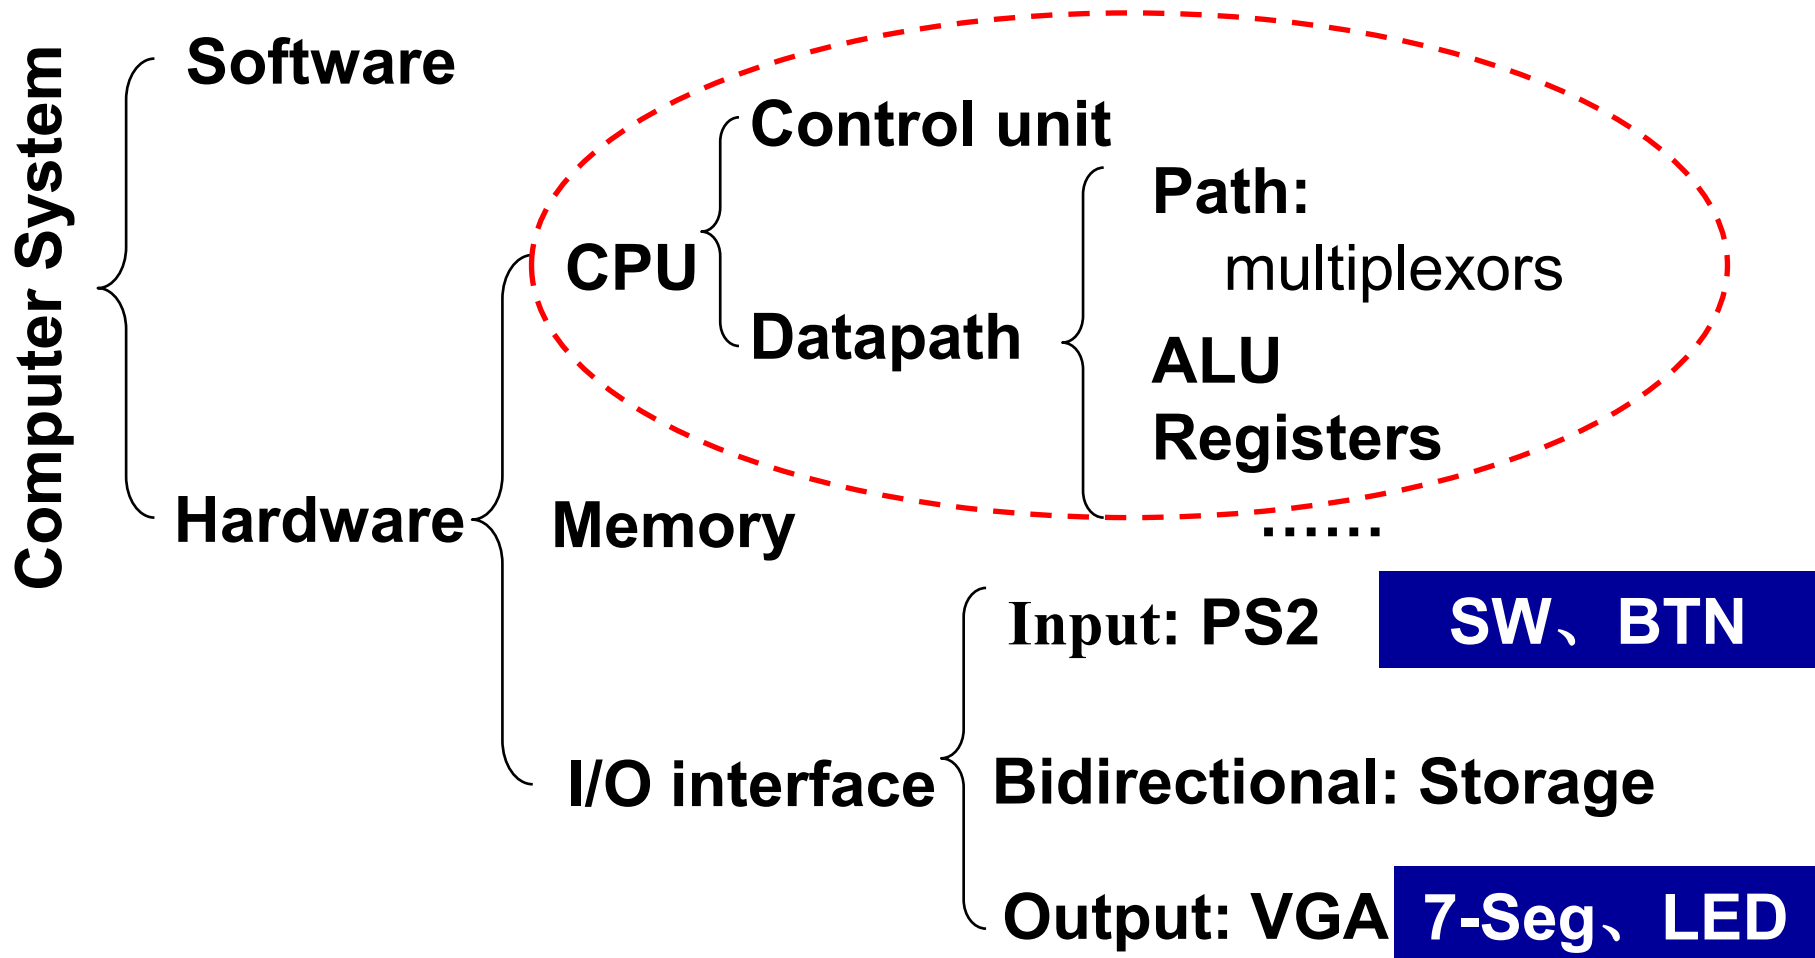 Computer System
Software
Control unit
Path:
multiplexors
CPU
Datapath
ALU
Registers
Hardware
Memory
......
Input: PS2
SW、BTN
I/O interface
Bidirectional: Storage
Output: VGA
7-Seg、LED